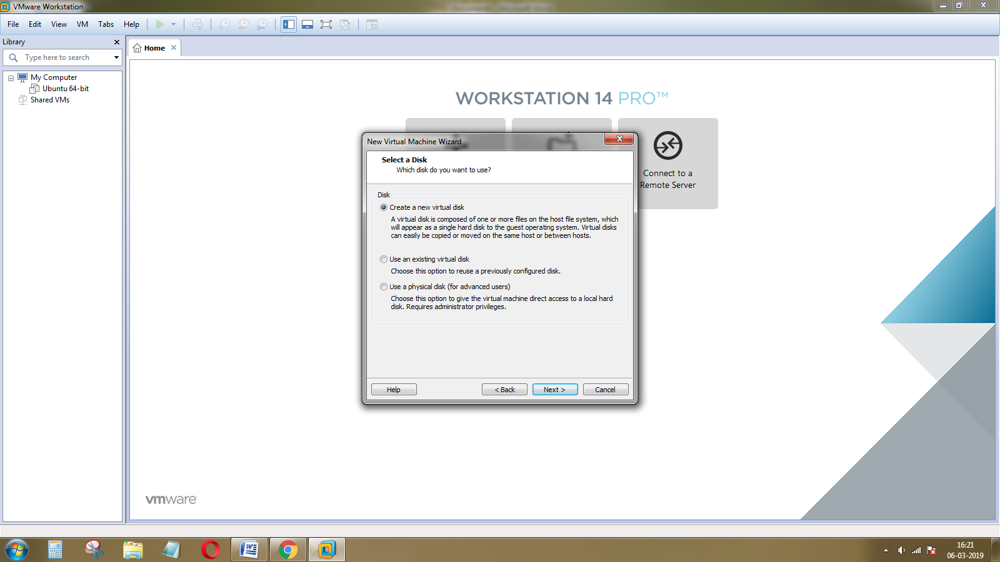 VMware Workstation
File Edit View VM Tabs Help
Library
Type here to search
My Computer
Ubuntu 64-bit
Shared VMs
Home
WORKSTATION 14 PRO™
Connect to a
Remote Server
New Virtual Machine Wizard
Select a Disk
Which disk do you want to use?
Disk
Create a new virtual disk
A virtual disk is composed of one or more files on the host file system, which
will appear as a single hard disk to the guest operating system. Virtual disks
can easily be copied or moved on the same host or between hosts.
Use an existing virtual disk
Choose this option to reuse a previously configured disk.
Use a physical disk (for advanced users)
Choose this option to give the virtual machine direct access to a local hard
disk. Requires administrator privileges.
Help < Back Next > Cancel
vmware
16:21
06-03-2019